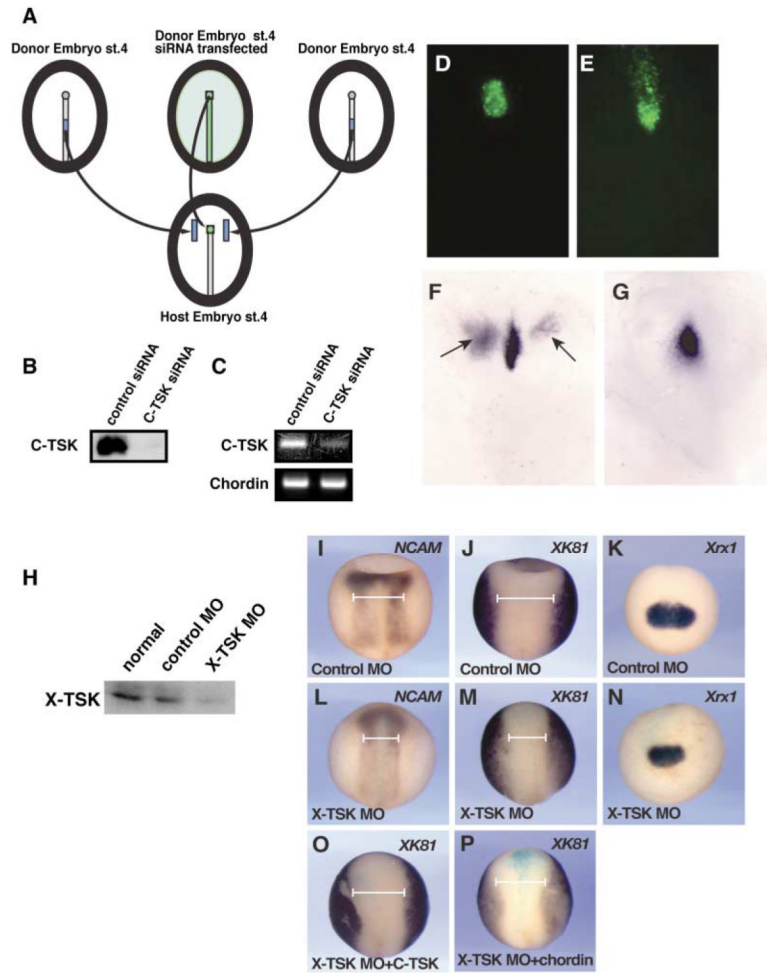 A
Donor Embryo st.4
Donor Embryo st.4
siRNA transfected
Donor Embryo st.4
Host Embryo st.4
D
E
F
G
B
control siRNA
C-TSK siRNA
C-TSK
C
control siRNA
C-TSK siRNA
C-TSK
Chordin
H
normal
control MO
X-TSK MO
X-TSK
I
NCAM
Control MO
J
XK81
Control MO
K
Xrx1
Control MO
L
NCAM
X-TSK MO
M
XK81
X-TSK MO
N
Xrx1
X-TSK MO
O
XK81
X-TSK MO+C-TSK
P
XK81
X-TSK MO+chordin